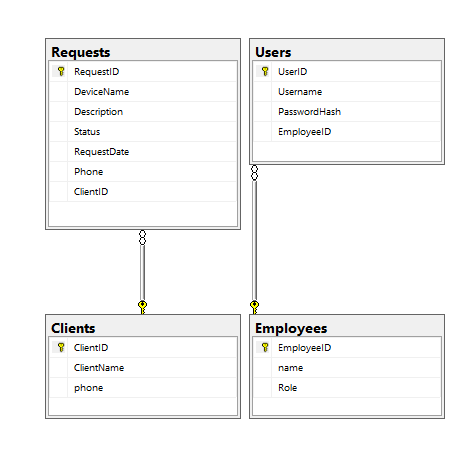 Requests
RequestID
DeviceName
Description
Status
RequestDate
Phone
ClientID
Users
UserID
Username
PasswordHash
EmployeeID
Clients
ClientID
ClientName
phone
Employees
EmployeeID
name
Role